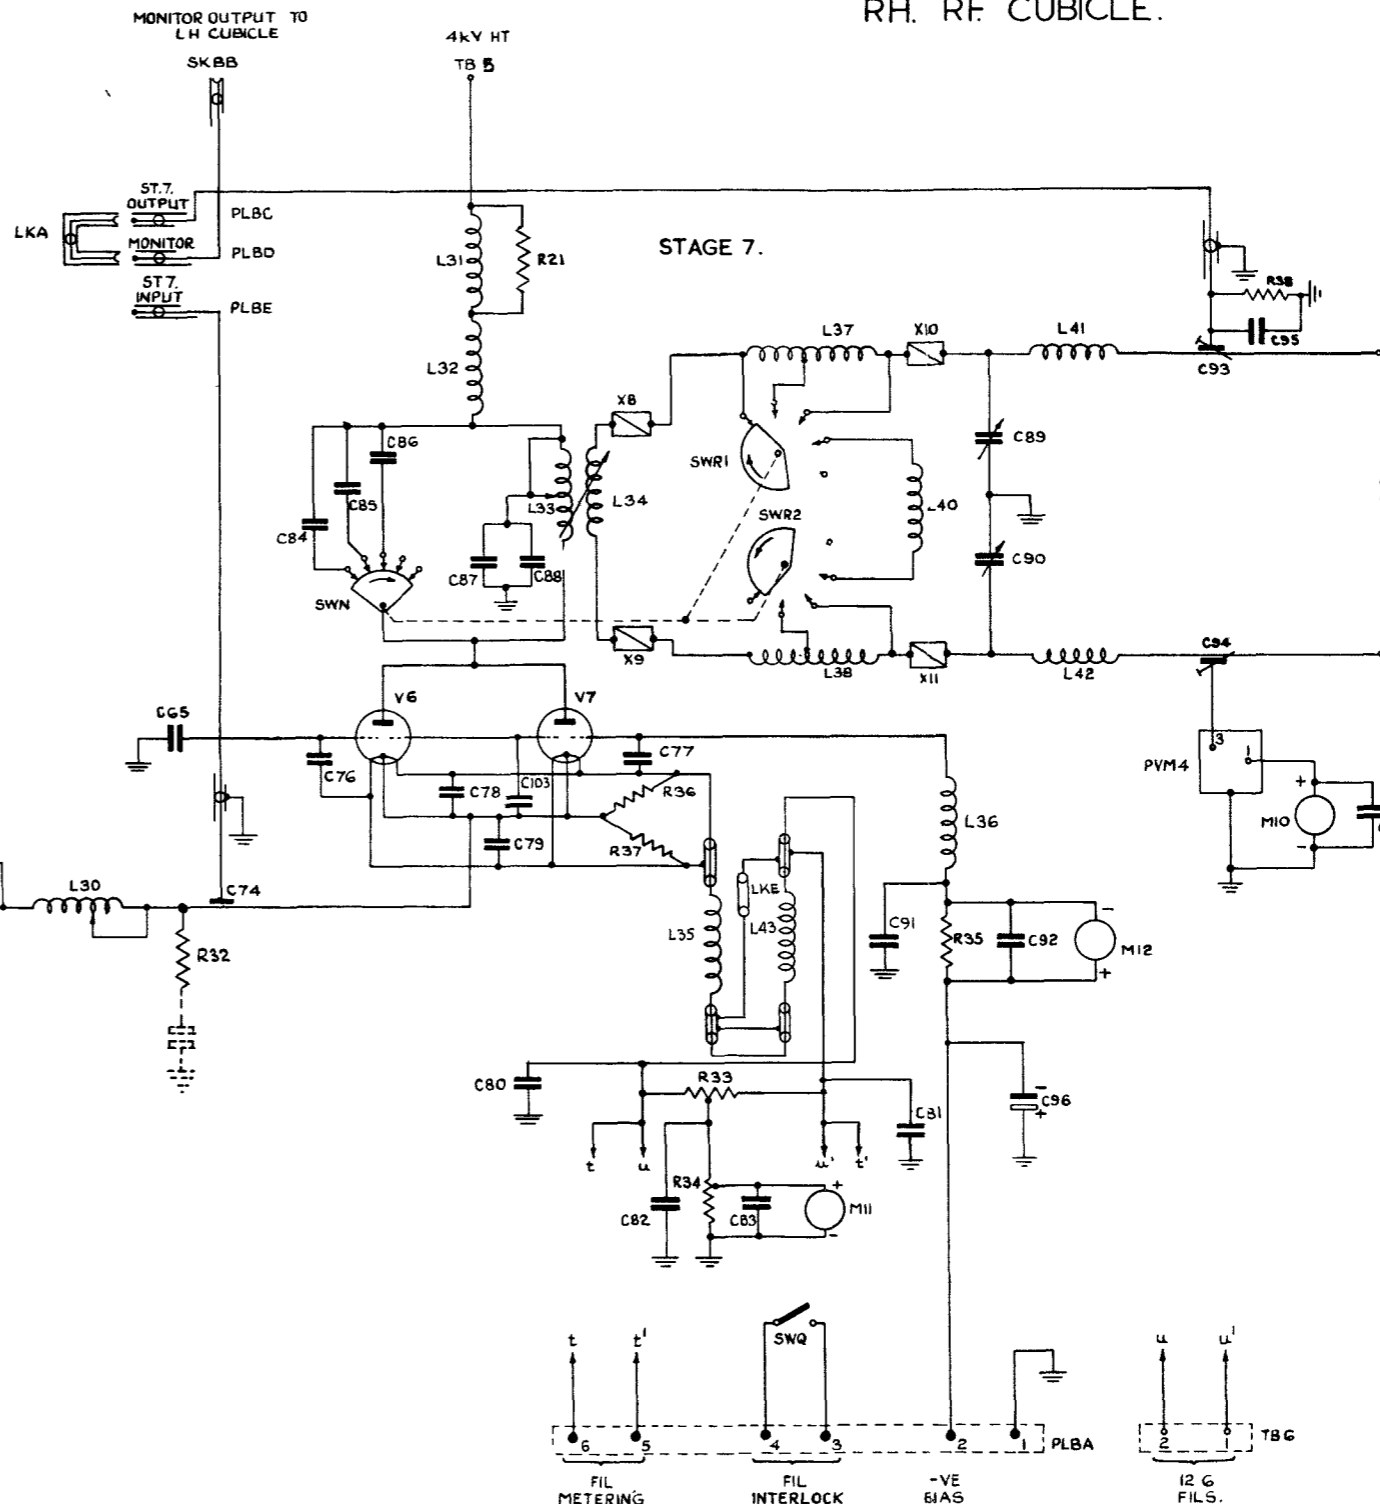 RH. RF. CUBICLE.
MONITOR OUTPUT TO
LH CUBICLE
SKBB
4kV HT
TB 5
ST.7.
OUTPUT
PLBC
LKA
MONITOR
PLBD
ST 7.
INPUT
PLBE
L31
R21
STAGE 7.
R38
C95
C93
L32
L37
X10
L41
X8
C86
C85
C84
L33
L34
SWR1
SWR2
L40
C89
C90
C87
C88
SWN
X9
L38
X11
L42
C94
V6
V7
C65
C76
C77
C78
C103
R36
C79
R37
L36
PVM4
3
1
+
M10
-
L30
C74
R32
LKE
L35
L43
C91
R35
C92
-
M12
+
C80
R33
C81
-
C96
+
t
u
u'
t'
R34
C82
C83
+
M11
-
SWQ
t
t'
u
u'
6
5
4
3
2
1
PLBA
2
1
TB6
FIL
METERING
FIL
INTERLOCK
-VE
BIAS
12 6
FILS.